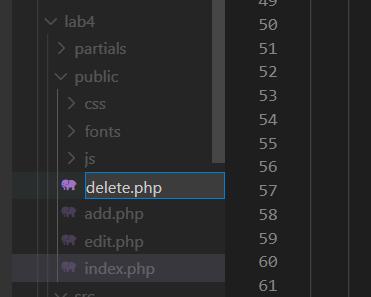 lab4
partials
public
css
fonts
js
delete.php
add.php
edit.php
index.php
src
49
50
51
52
53
54
55
56
57
58
59
60
61